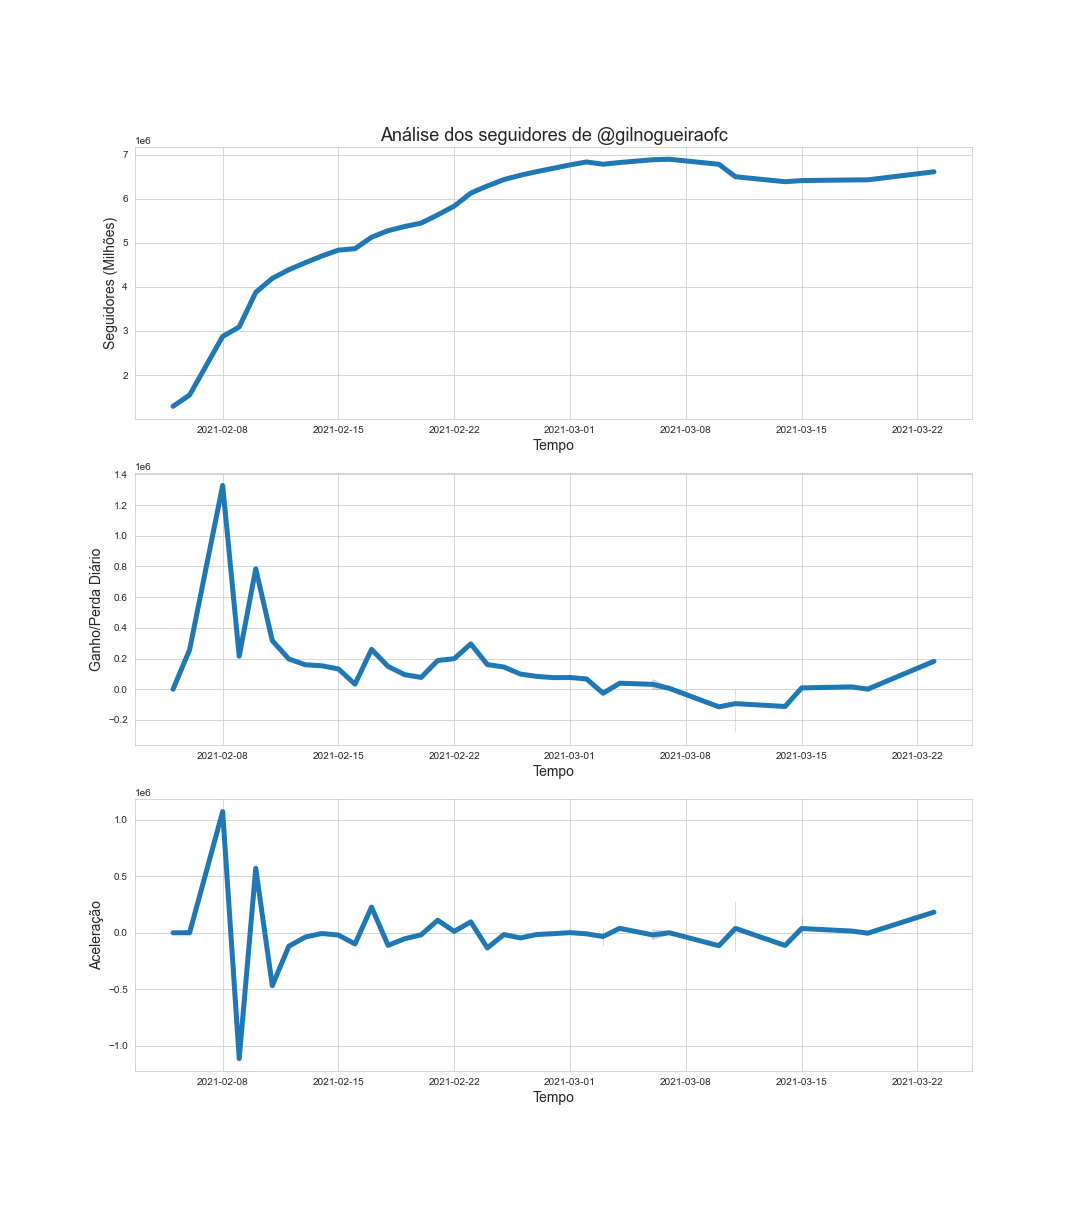 Análise dos seguidores de @gilnogueiraofc
1e6
7
6
5
4
3
2
Seguidores (Milhões)
2021-02-08 2021-02-15 2021-02-22 2021-03-01 2021-03-08 2021-03-15 2021-03-22
Tempo
1e6
1.4
1.2
1.0
0.8
0.6
0.4
0.2
0.0
−0.2
Ganho/Perda Diário
2021-02-08 2021-02-15 2021-02-22 2021-03-01 2021-03-08 2021-03-15 2021-03-22
Tempo
1e6
1.0
0.5
0.0
−0.5
−1.0
Aceleração
2021-02-08 2021-02-15 2021-02-22 2021-03-01 2021-03-08 2021-03-15 2021-03-22
Tempo